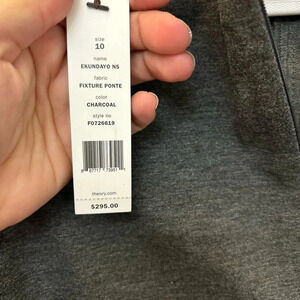 size
10
name
EKUNDAYO NS
fabric
FIXTURE PONTE
color
CHARCOAL
style no
F0726619
theory.com
$295.00